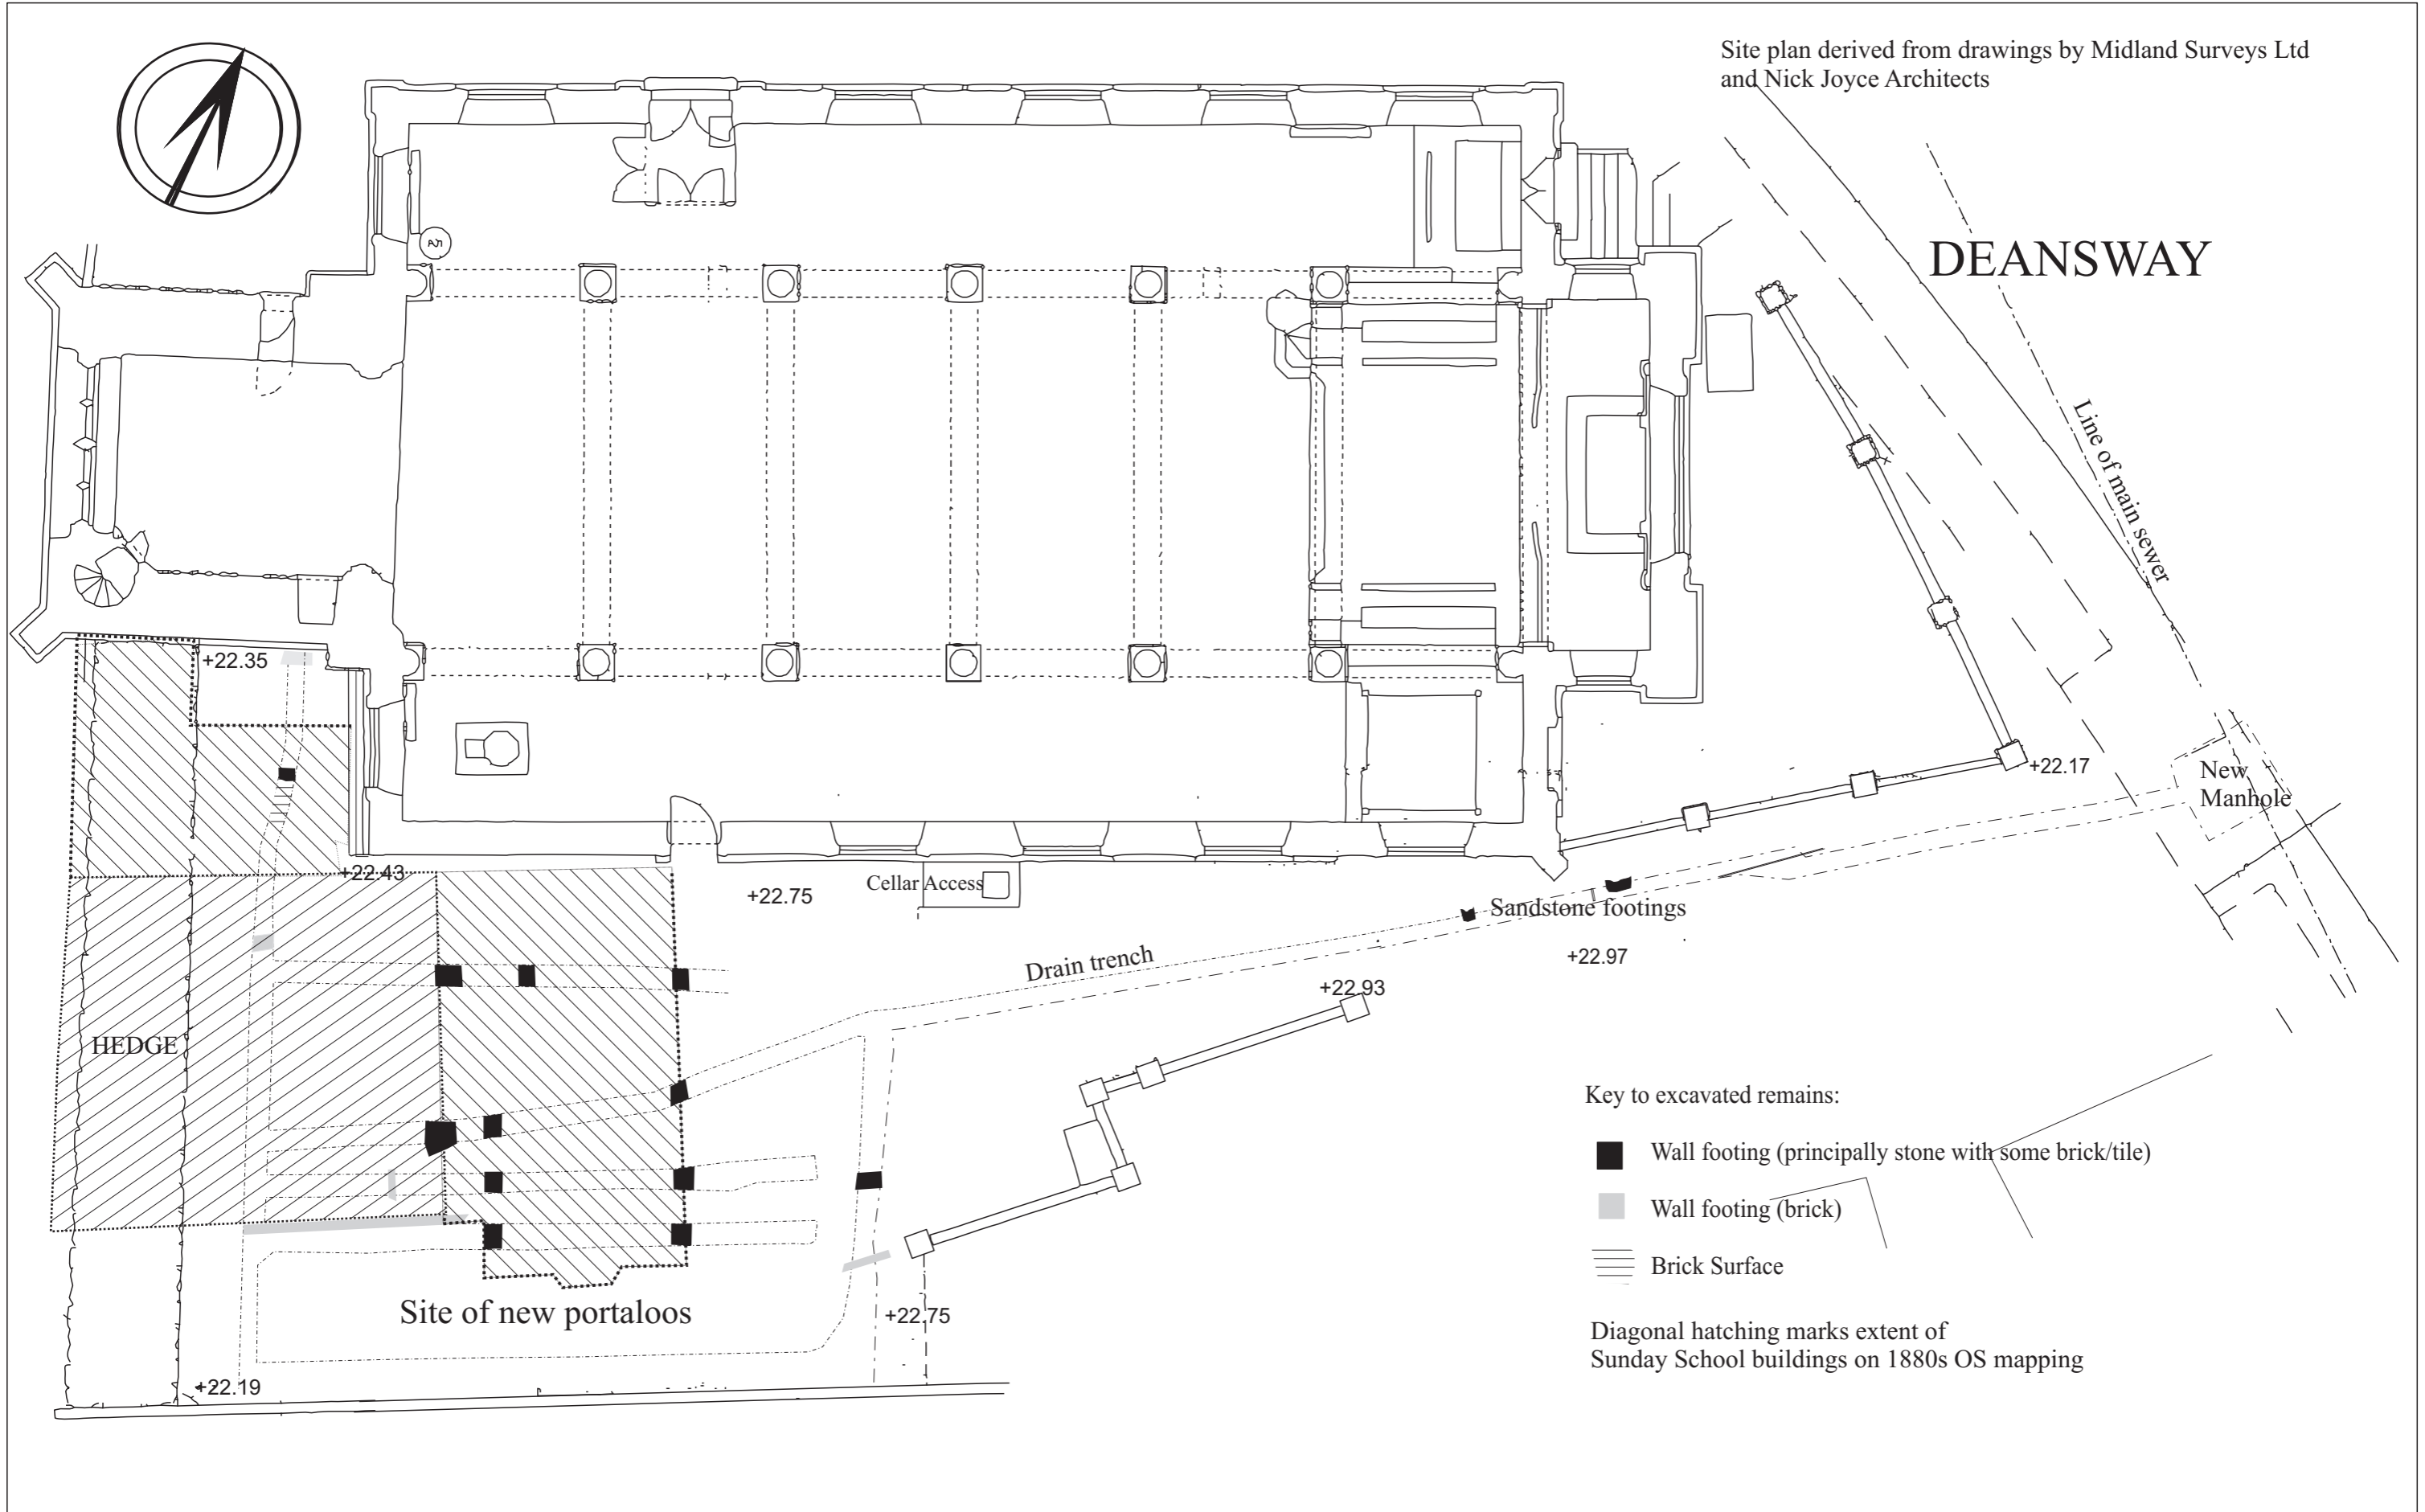 Site plan derived from drawings by Midland Surveys Ltd
and Nick Joyce Architects
DEANSWAY
Line of main sewer
+22.35
+22.17
New
Manhole
+22.43
+22.75
Cellar Access
Sandstone footings
+22.97
Drain trench
+22.93
HEDGE
Key to excavated remains:
Wall footing (principally stone with some brick/tile)
Wall footing (brick)
Brick Surface
Site of new portaloos
+22.75
Diagonal hatching marks extent of
Sunday School buildings on 1880s OS mapping
+22.19